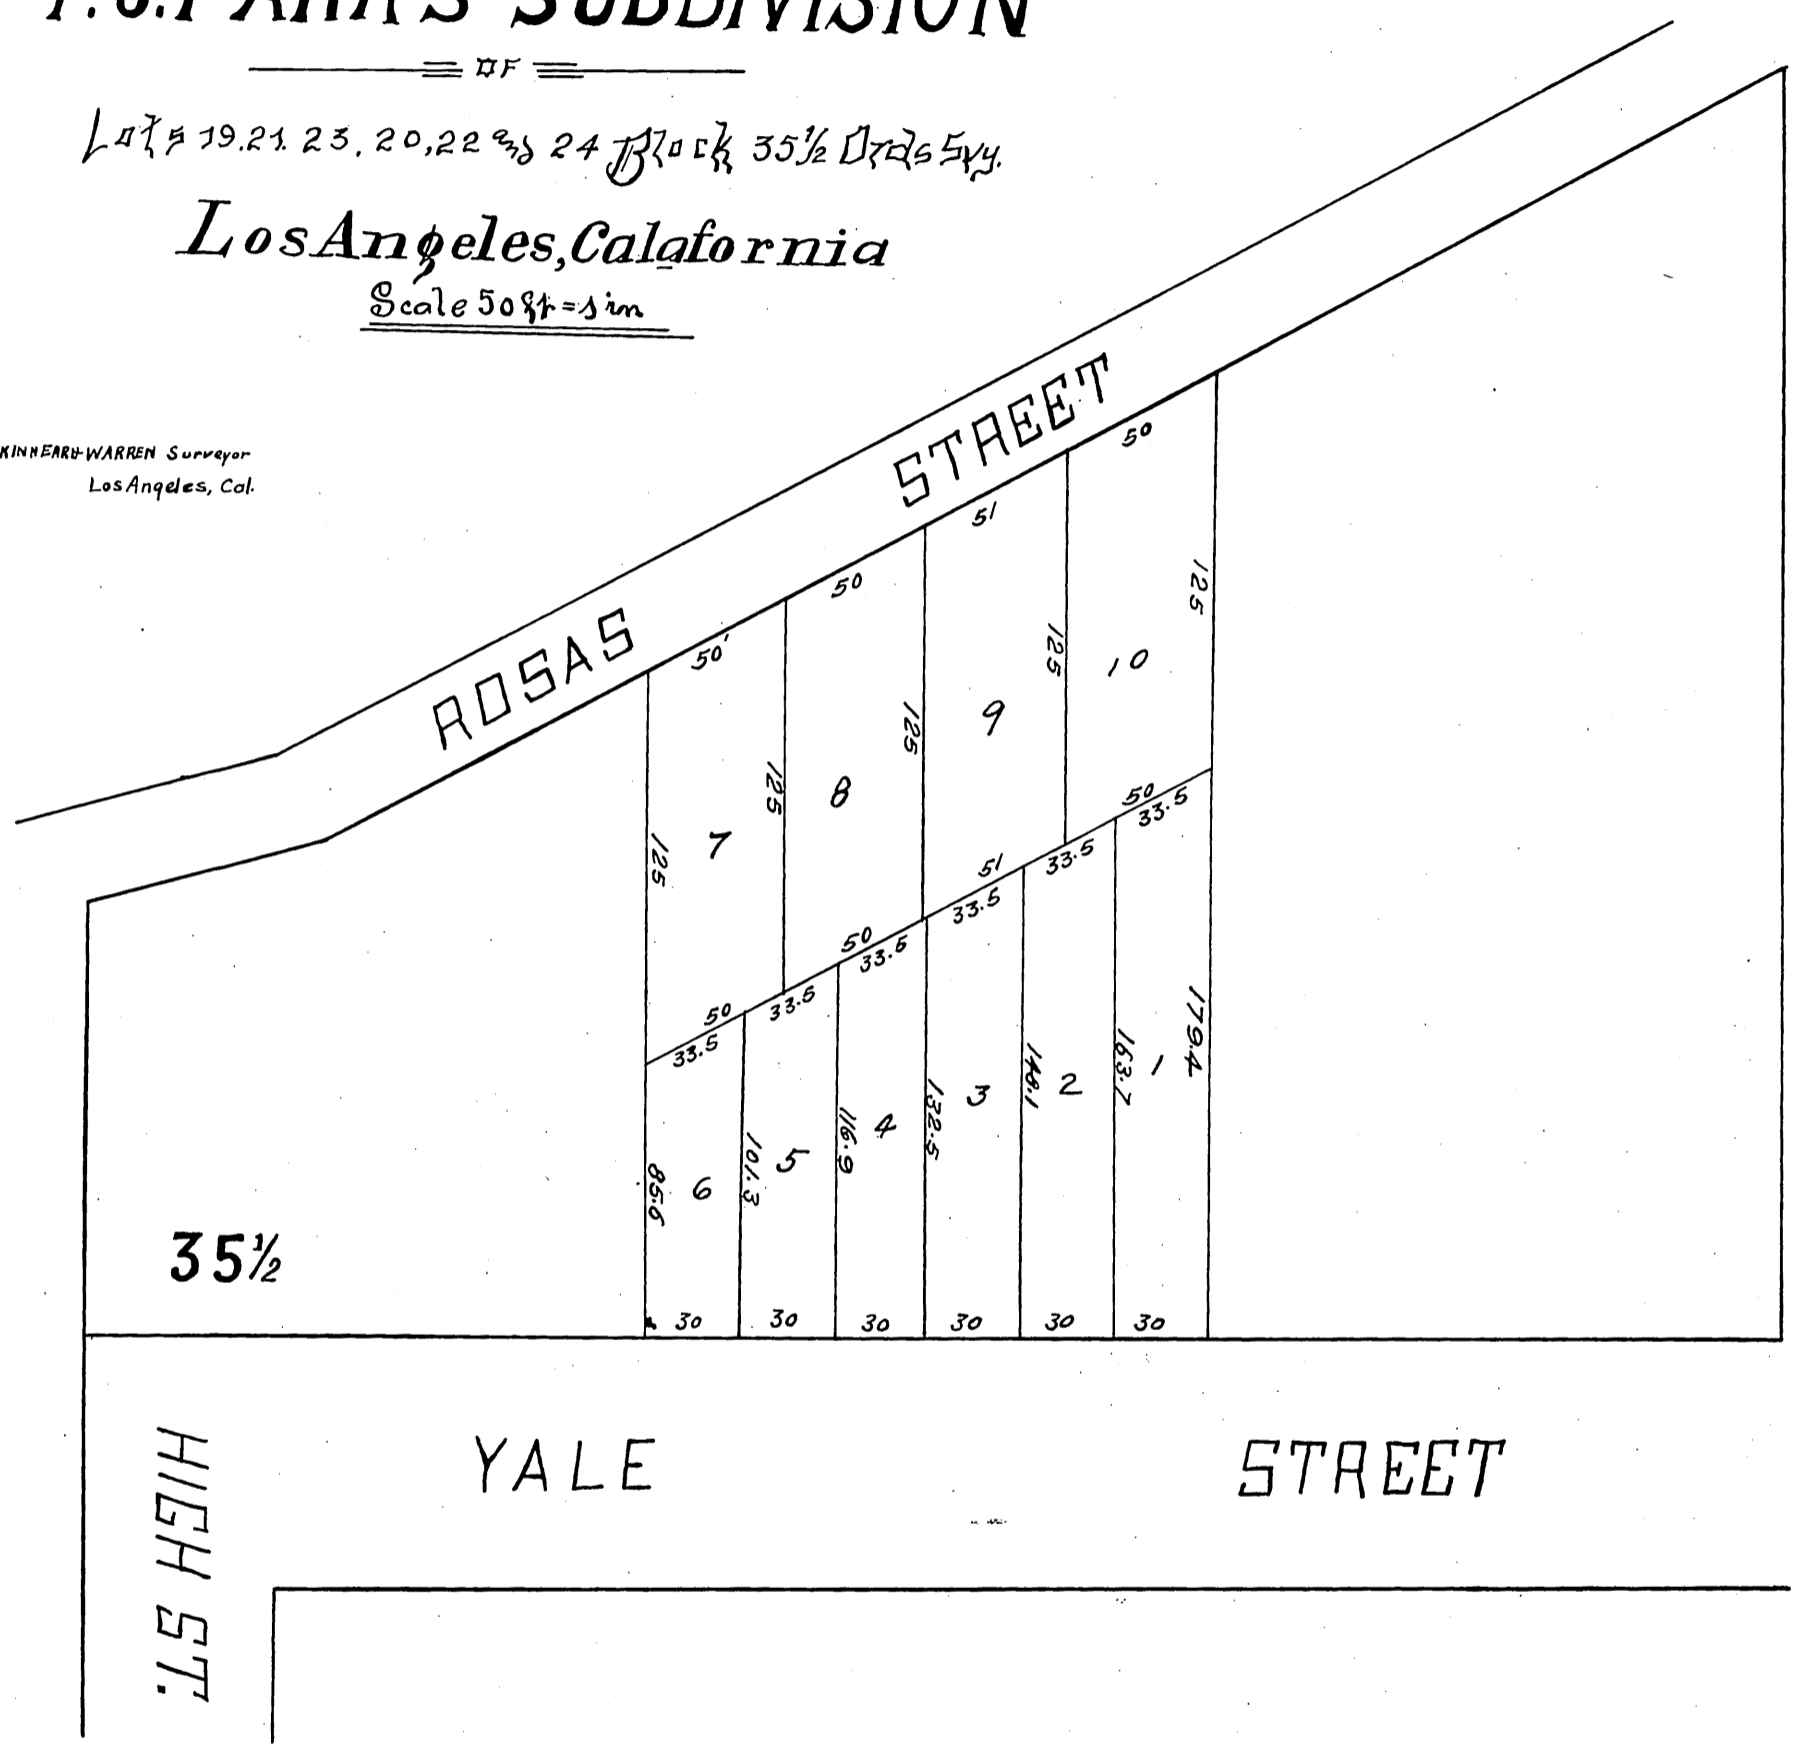 SUBDIVISION
OF
Lots 19.21. 23. 20,22 and 24 Block 35½ Ords Svy.
Los Angeles, Calafornia
Scale 50 ft = 1 in
KINNEAR & WARREN Surveyor
Los Angeles, Cal.
ROSAS STREET
50' 50 51 50
125 125 125 125 125
7 8 9 10
50 50 51 50
33.5 33.5 33.5 33.5 33.5 33.5
85.6 101.3 116.9 132.5 148.1 163.7 179.4
6 5 4 3 2 1
35½
30 30 30 30 30 30
YALE STREET
HIGH ST.